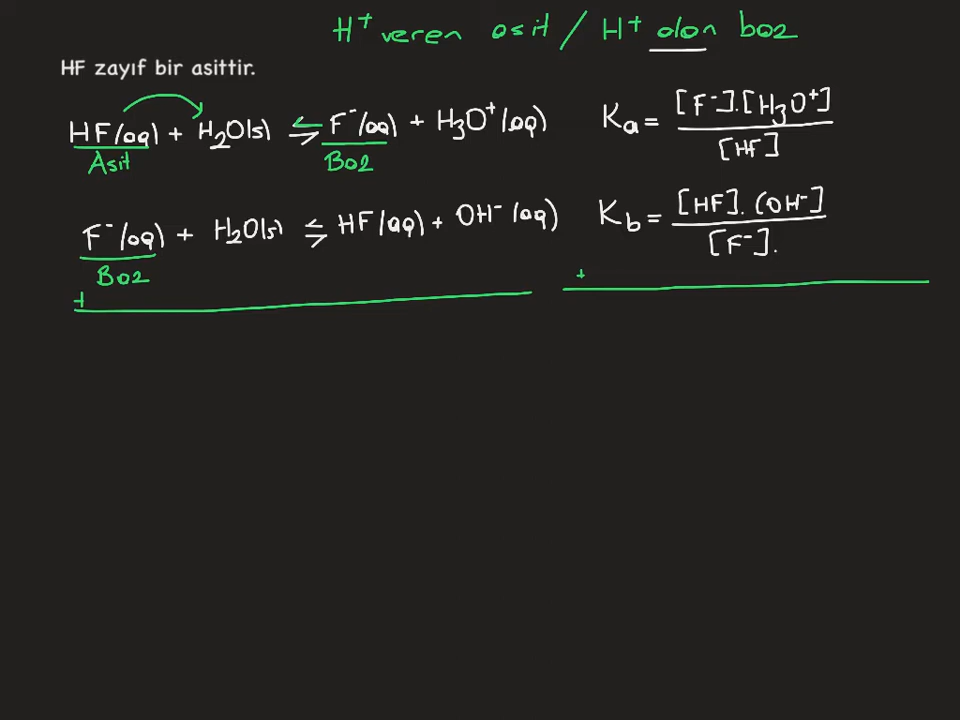 H⁺ veren asit / H⁺ alan baz
HF zayıf bir asittir.
HF(aq) + H₂O(s) ⇌ F⁻(aq) + H₃O⁺(aq) Ka = [F⁻].[H₃O⁺] / [HF]
Asit Baz
F⁻(aq) + H₂O(s) ⇌ HF(aq) + OH⁻(aq) Kb = [HF].(OH⁻] / [F⁻].
Baz
+ +